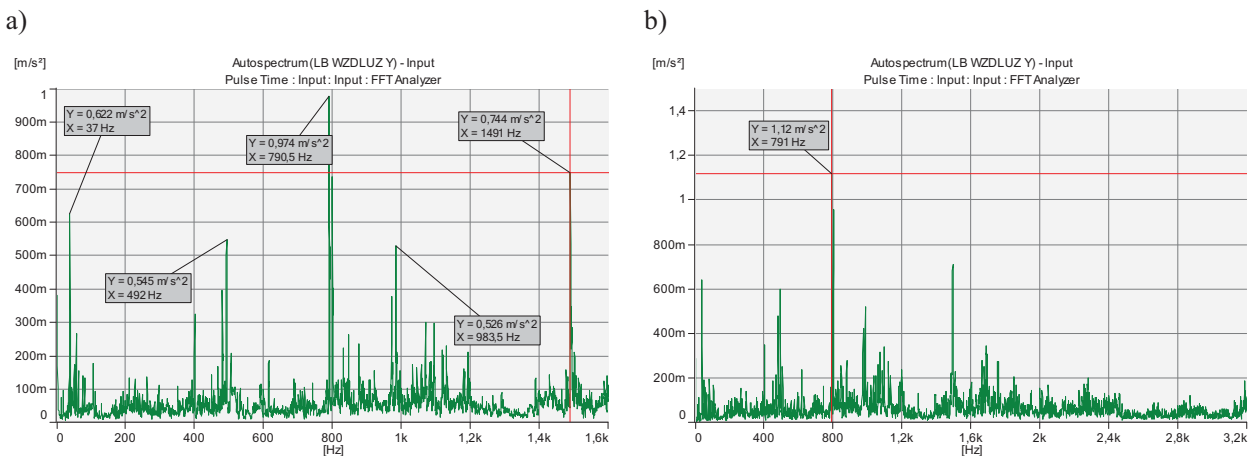 a)
[m/s²]
Autospectrum(LB WZDLUZ Y) - Input
Pulse Time : Input : Input : FFT Analyzer
1
900m
800m
700m
600m
500m
400m
300m
200m
100m
0
Y = 0,622 m/s^2
X = 37 Hz
Y = 0,974 m/s^2
X = 790,5 Hz
Y = 0,744 m/s^2
X = 1491 Hz
Y = 0,545 m/s^2
X = 492 Hz
Y = 0,526 m/s^2
X = 983,5 Hz
0 200 400 600 800 1k 1,2k 1,4k 1,6k
[Hz]
b)
[m/s²]
Autospectrum(LB WZDLUZ Y) - Input
Pulse Time : Input : Input : FFT Analyzer
1,4
1,2
1
800m
600m
400m
200m
0
Y = 1,12 m/s^2
X = 791 Hz
0 400 800 1,2k 1,6k 2k 2,4k 2,8k 3,2k
[Hz]